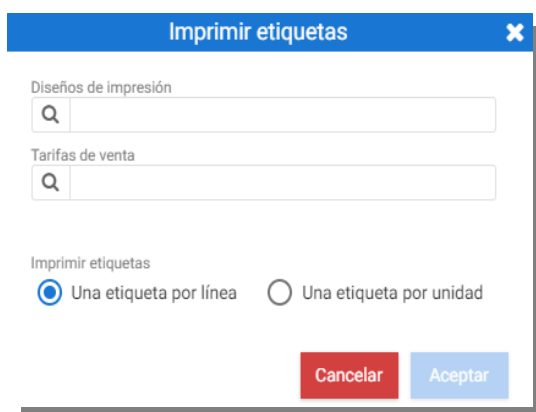 Imprimir etiquetas
Diseños de impresión
Tarifas de venta
Imprimir etiquetas
Una etiqueta por línea Una etiqueta por unidad
Cancelar Aceptar